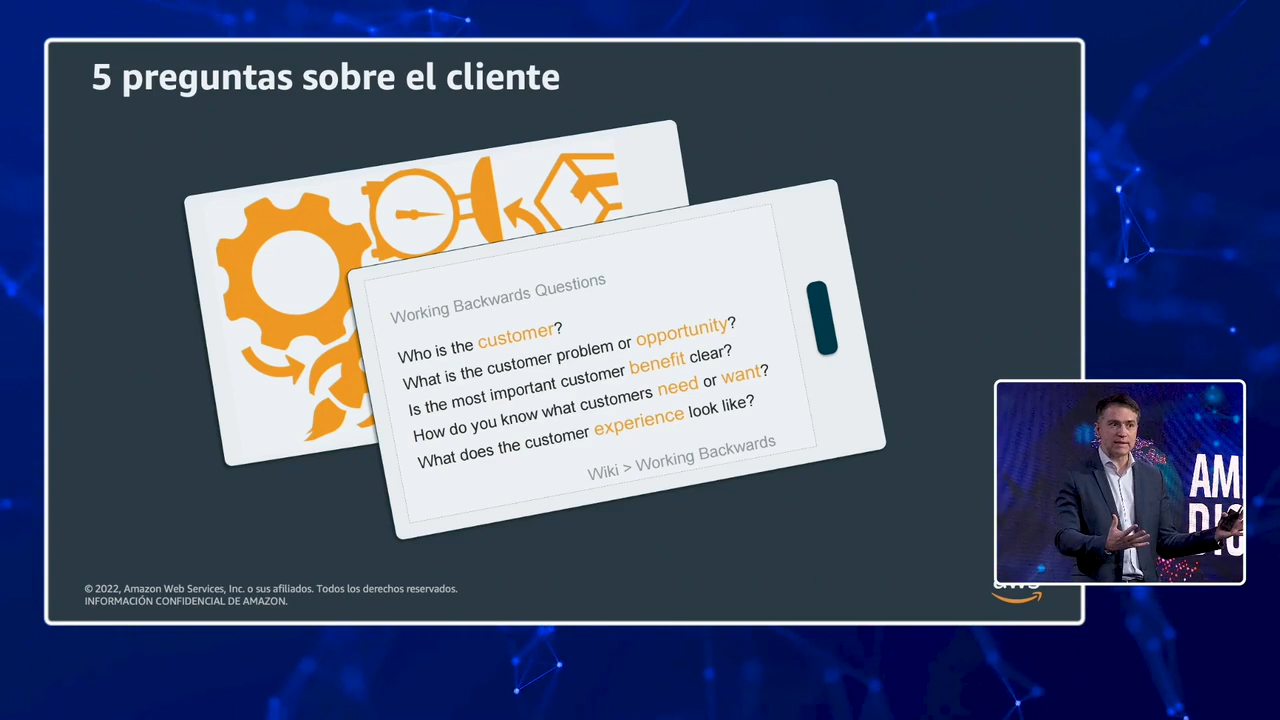 5 preguntas sobre el cliente
Working Backwards Questions
Who is the customer?
What is the customer problem or opportunity?
Is the most important customer benefit clear?
How do you know what customers need or want?
What does the customer experience look like?
Wiki > Working Backwards
© 2022, Amazon Web Services, Inc. o sus afiliados. Todos los derechos reservados.
INFORMACIÓN CONFIDENCIAL DE AMAZON.
aws